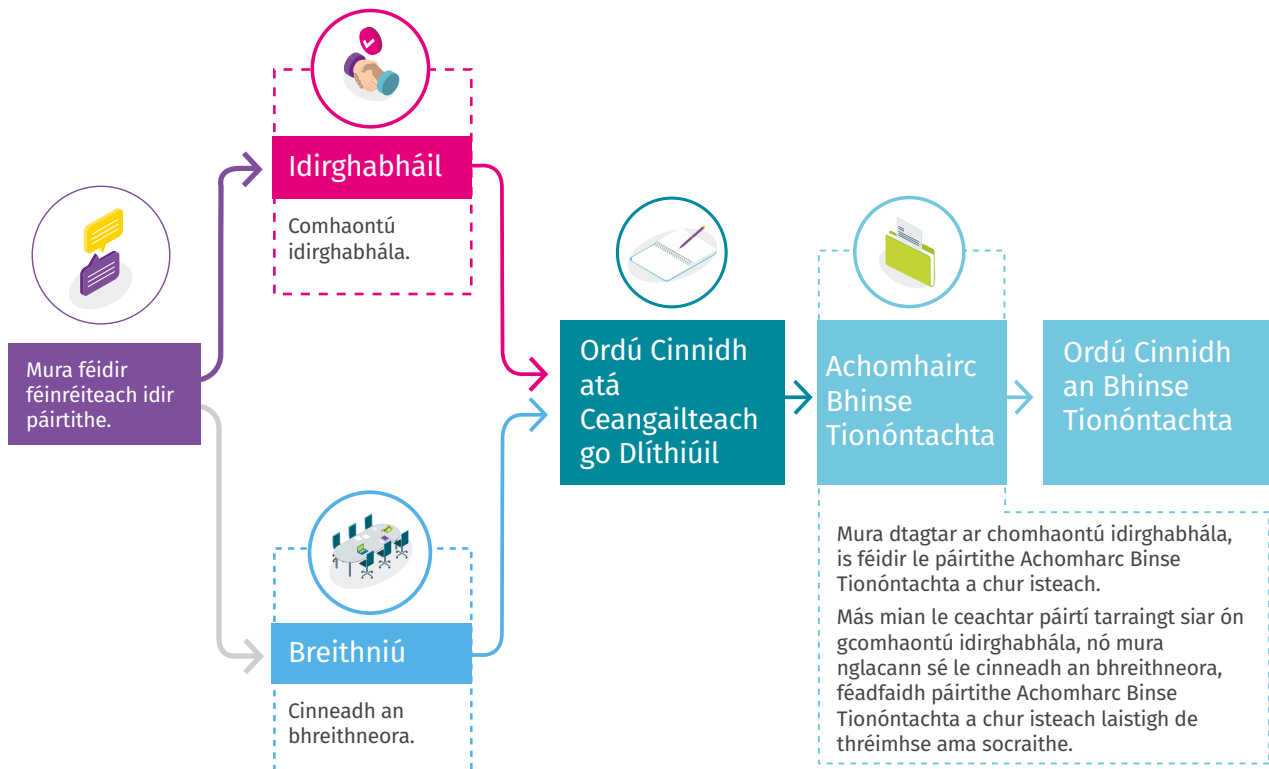 Mura féidir
féinréiteach idir
páirtithe.
Idirghabháil
Comhaontú
idirghabhála.
Breithniú
Cinneadh an
bhreithneora.
Ordú Cinnidh
atá
Ceangailteach
go Dlíthiúil
Achomhairc
Bhinse
Tionóntachta
Ordú Cinnidh
an Bhinse
Tionóntachta
Mura dtagtar ar chomhaontú idirghabhála,
is féidir le páirtithe Achomharc Binse
Tionóntachta a chur isteach.
Más mian le ceachtar páirtí tarraingt siar ón
gcomhaontú idirghabhála, nó mura
nglacann sé le cinneadh an bhreithneora,
féadfaidh páirtithe Achomharc Binse
Tionóntachta a chur isteach laistigh de
thréimhse ama socraithe.